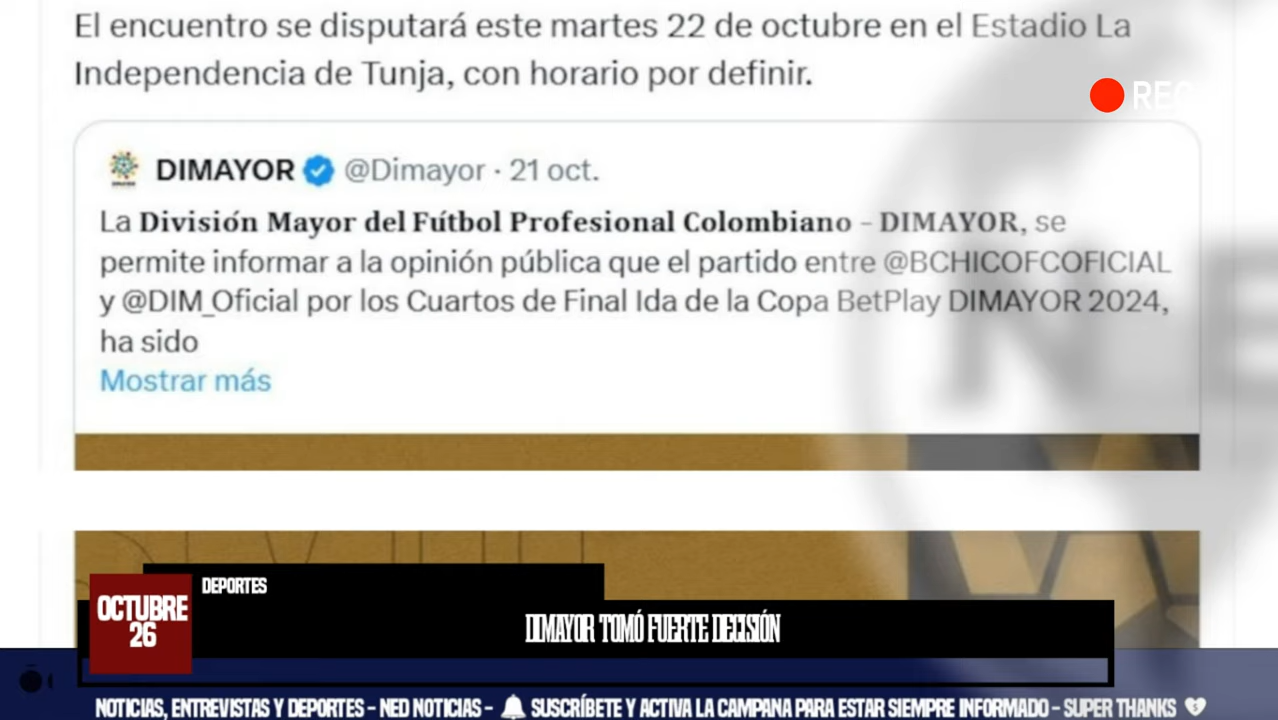 El encuentro se disputará este martes 22 de octubre en el Estadio La
Independencia de Tunja, con horario por definir.
REC
DIMAYOR @Dimayor · 21 oct.
La División Mayor del Fútbol Profesional Colombiano - DIMAYOR, se
permite informar a la opinión pública que el partido entre @BCHICOFCOFICIAL
y @DIM_Oficial por los Cuartos de Final Ida de la Copa BetPlay DIMAYOR 2024,
ha sido
Mostrar más
DEPORTES
OCTUBRE
26
DIMAYOR TOMÓ FUERTE DECISIÓN
NOTICIAS, ENTREVISTAS Y DEPORTES - NED NOTICIAS - 🔔 SUSCRÍBETE Y ACTIVA LA CAMPANA PARA ESTAR SIEMPRE INFORMADO - SUPER THANKS